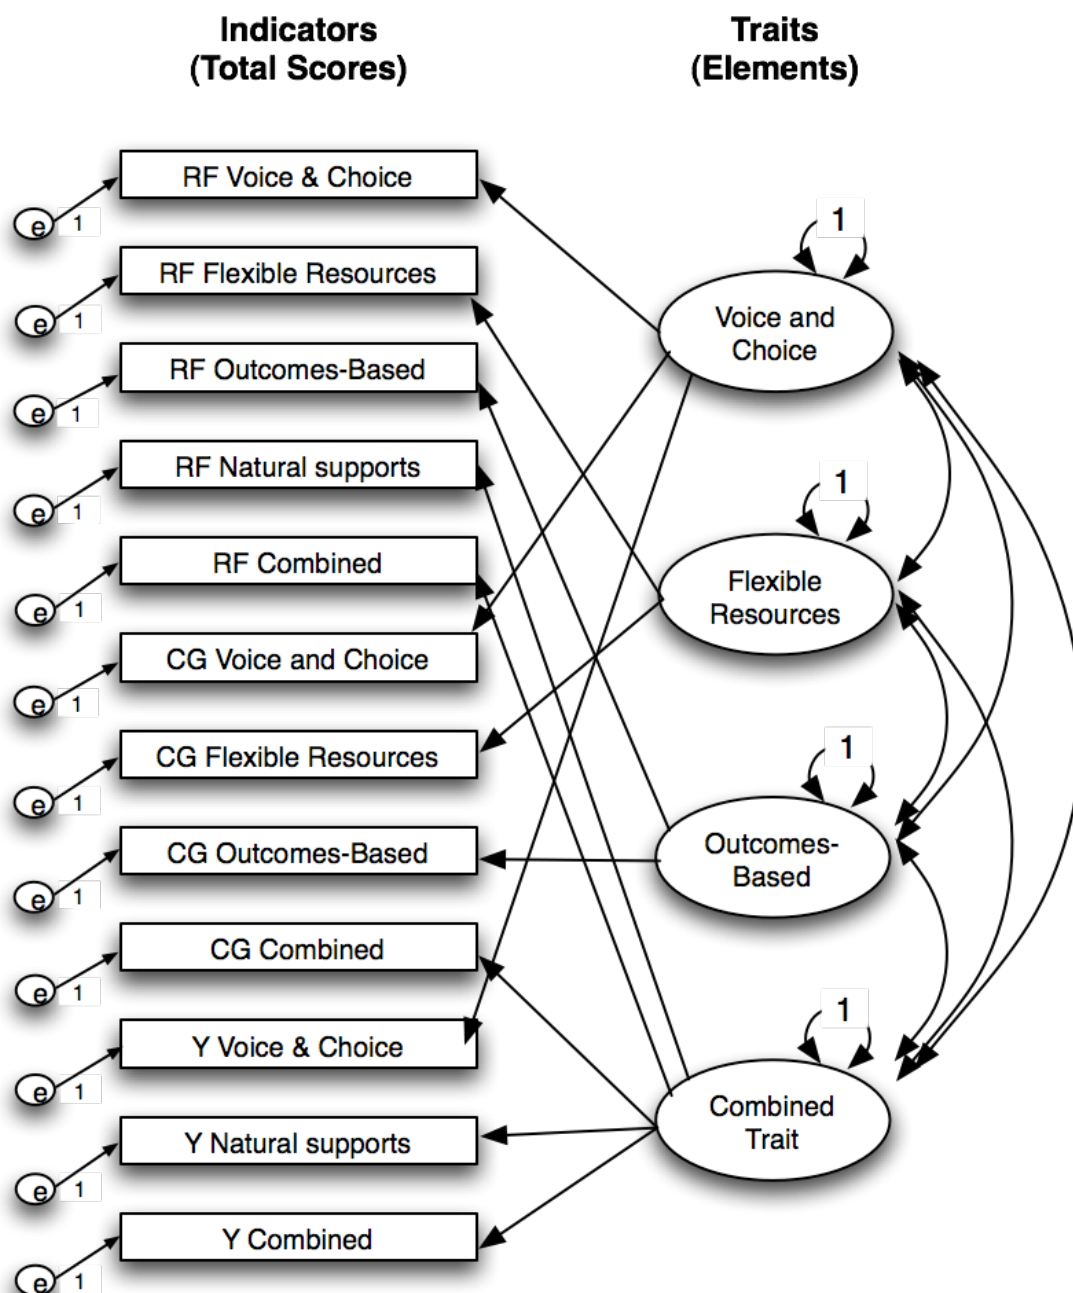 Indicators
(Total Scores)
Traits
(Elements)
RF Voice & Choice
e 1
RF Flexible Resources
e 1
RF Outcomes-Based
e 1
RF Natural supports
e 1
RF Combined
e 1
CG Voice and Choice
e 1
CG Flexible Resources
e 1
CG Outcomes-Based
e 1
CG Combined
e 1
Y Voice & Choice
e 1
Y Natural supports
e 1
Y Combined
e 1
1
Voice and
Choice
1
Flexible
Resources
1
Outcomes-
Based
1
Combined
Trait